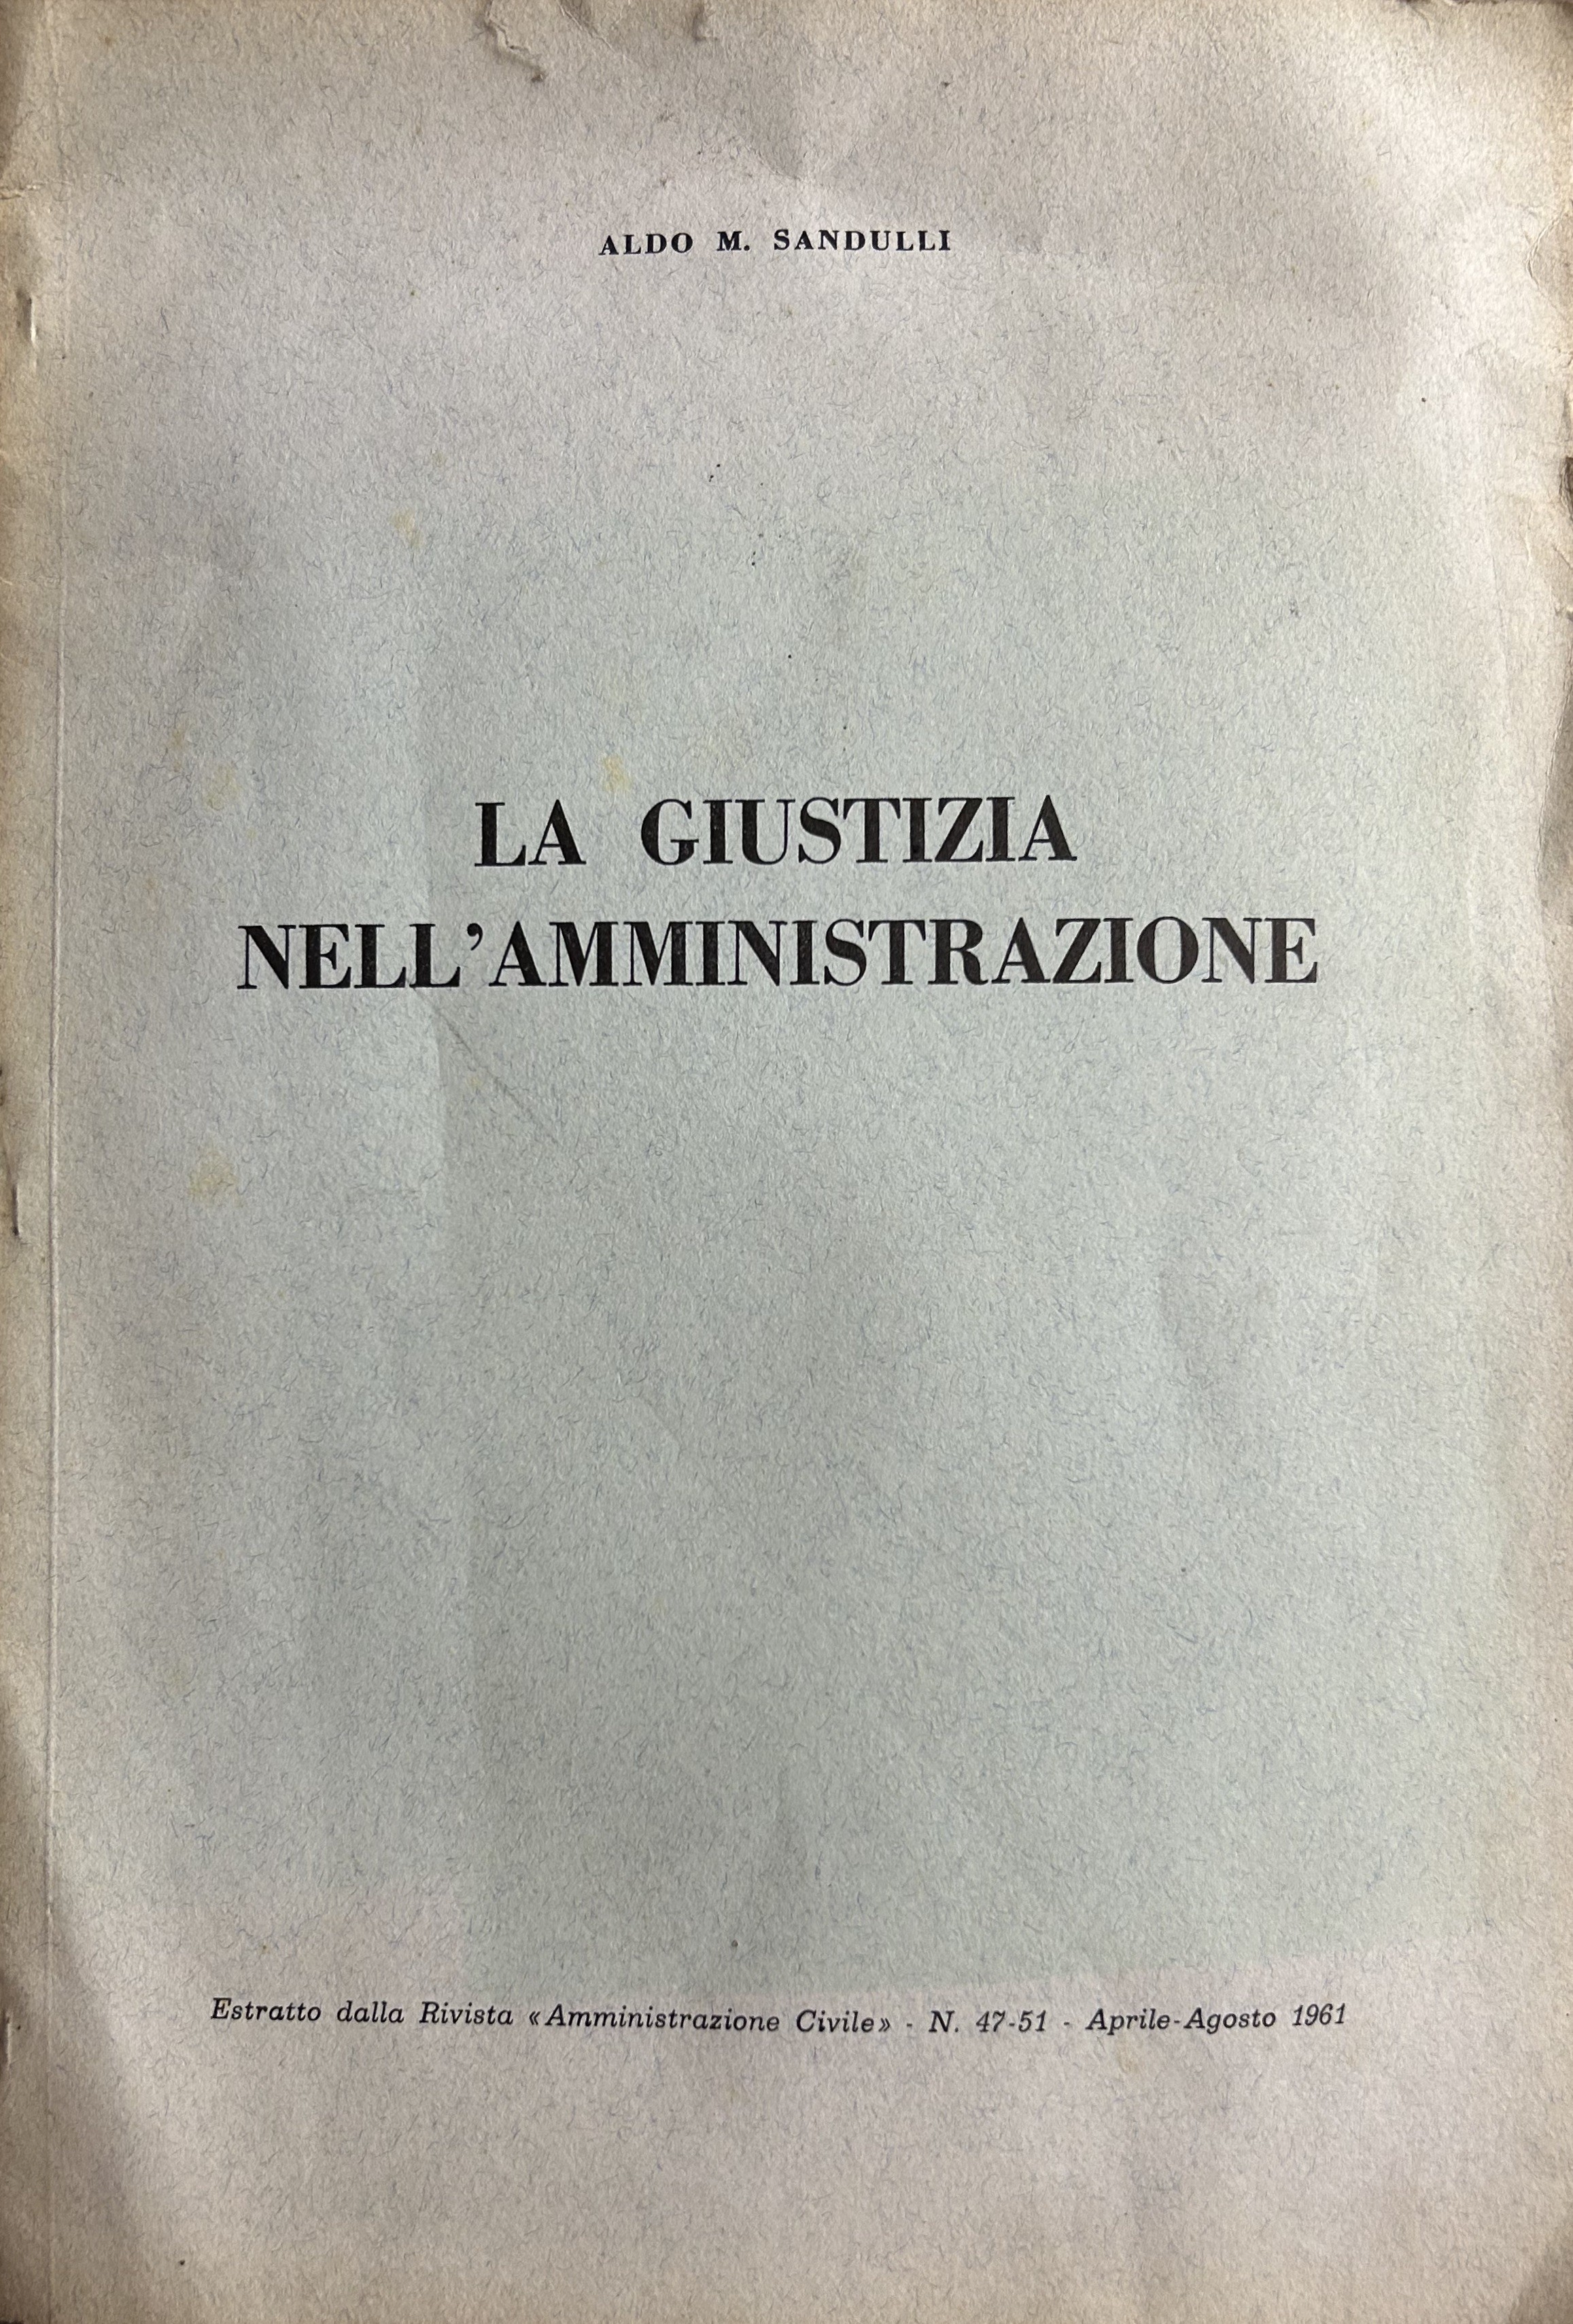 ALDO M. SANDULLI
LA GIUSTIZIA
NELL'AMMINISTRAZIONE
Estratto dalla Rivista «Amministrazione Civile» - N. 47-51 - Aprile-Agosto 1961